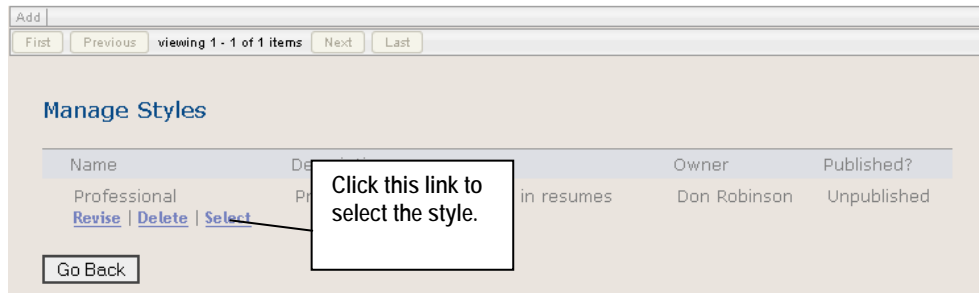 Add
First Previous viewing 1 - 1 of 1 items Next Last
Manage Styles
Name Owner Published?
Professional in resumes Don Robinson Unpublished
Revise | Delete | Select
Click this link to
select the style.
Go Back